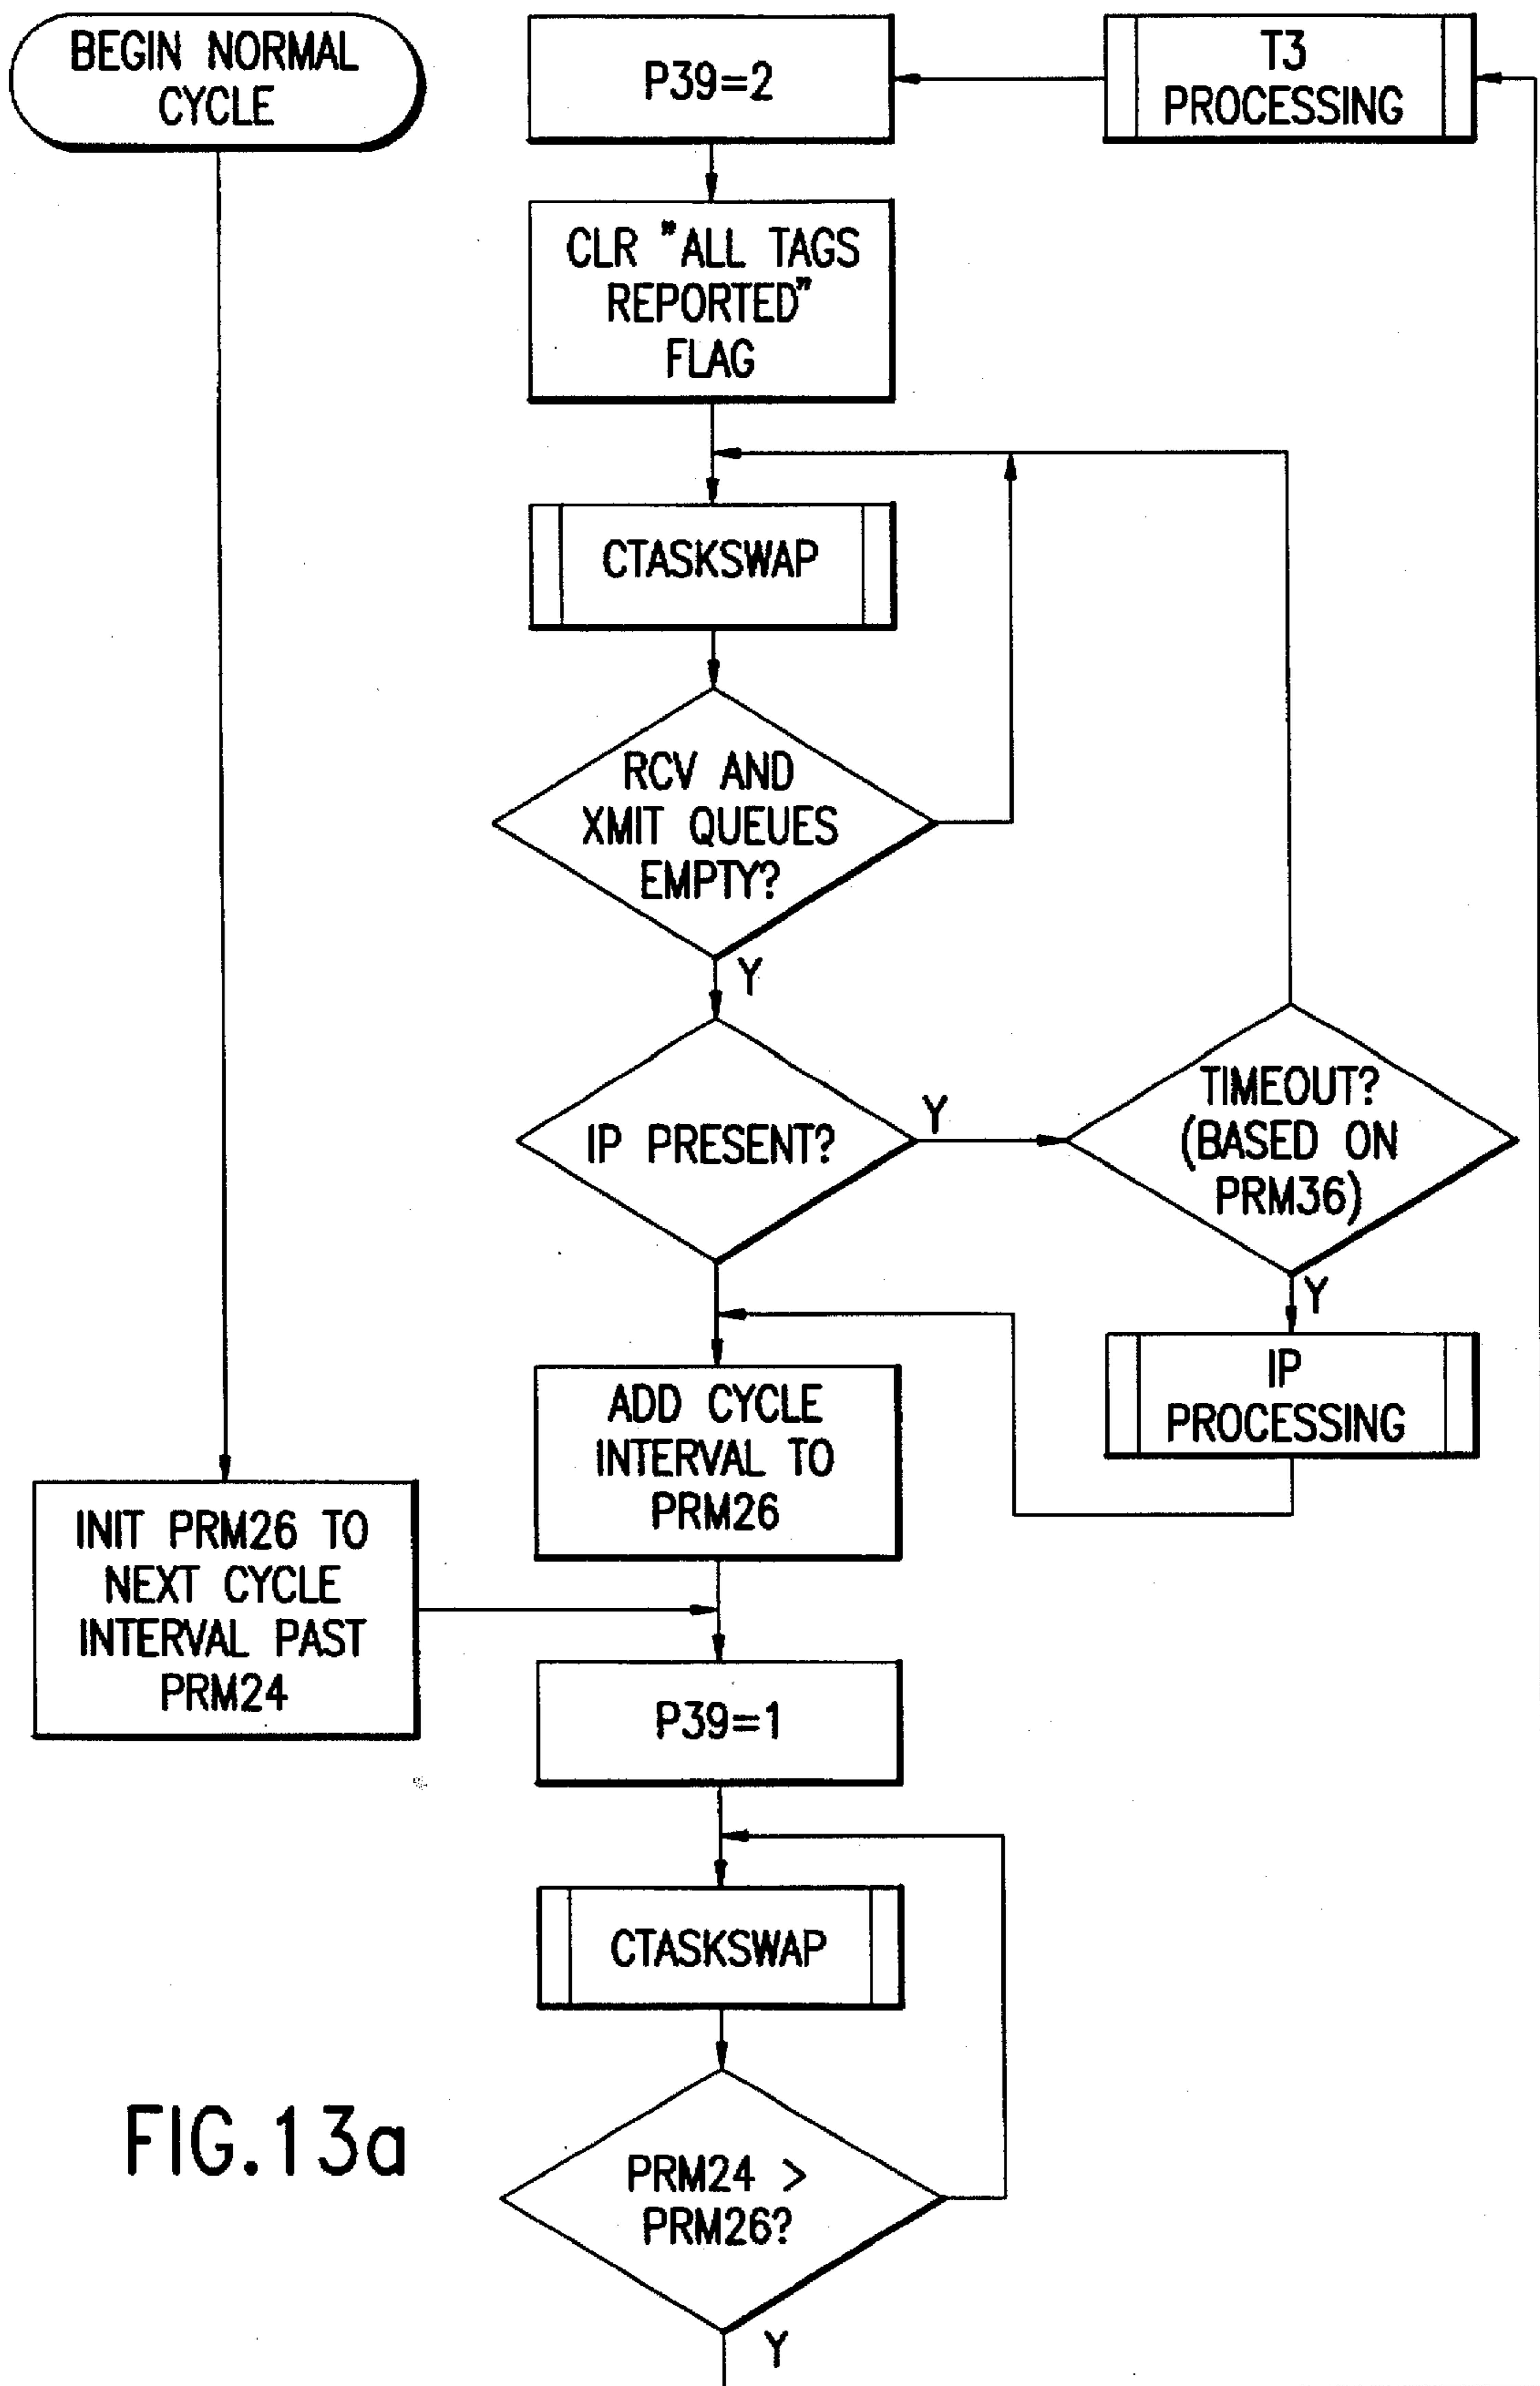 BEGIN NORMAL
CYCLE
P39=2
T3
PROCESSING
CLR "ALL TAGS
REPORTED"
FLAG
CTASKSWAP
RCV AND
XMIT QUEUES
EMPTY?
Y
IP PRESENT?
Y
TIMEOUT?
(BASED ON
PRM36)
Y
IP
PROCESSING
ADD CYCLE
INTERVAL TO
PRM26
INIT PRM26 TO
NEXT CYCLE
INTERVAL PAST
PRM24
P39=1
CTASKSWAP
PRM24 >
PRM26?
Y
FIG.13a